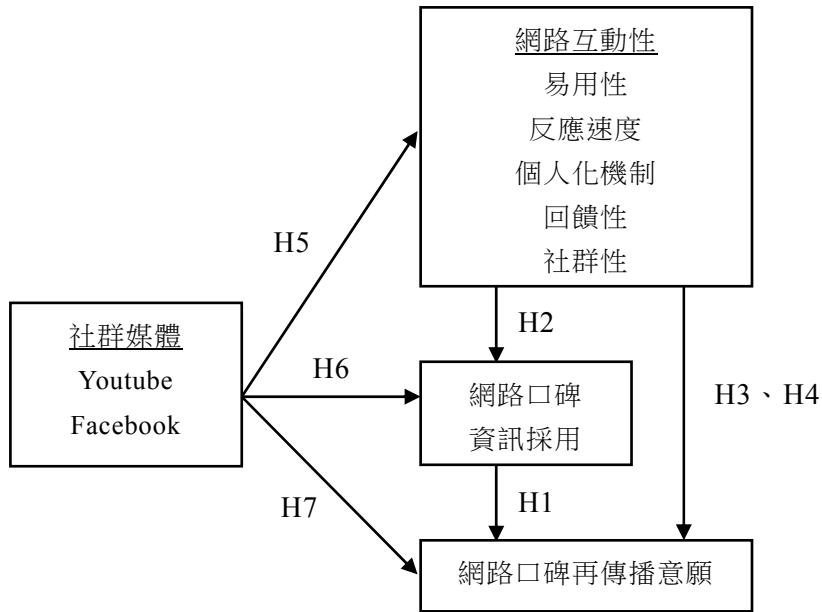 網路互動性
易用性
反應速度
個人化機制
回饋性
社群性
H5
社群媒體
Youtube
Facebook
H2
H6
網路口碑
資訊採用
H3、H4
H7
H1
網路口碑再傳播意願